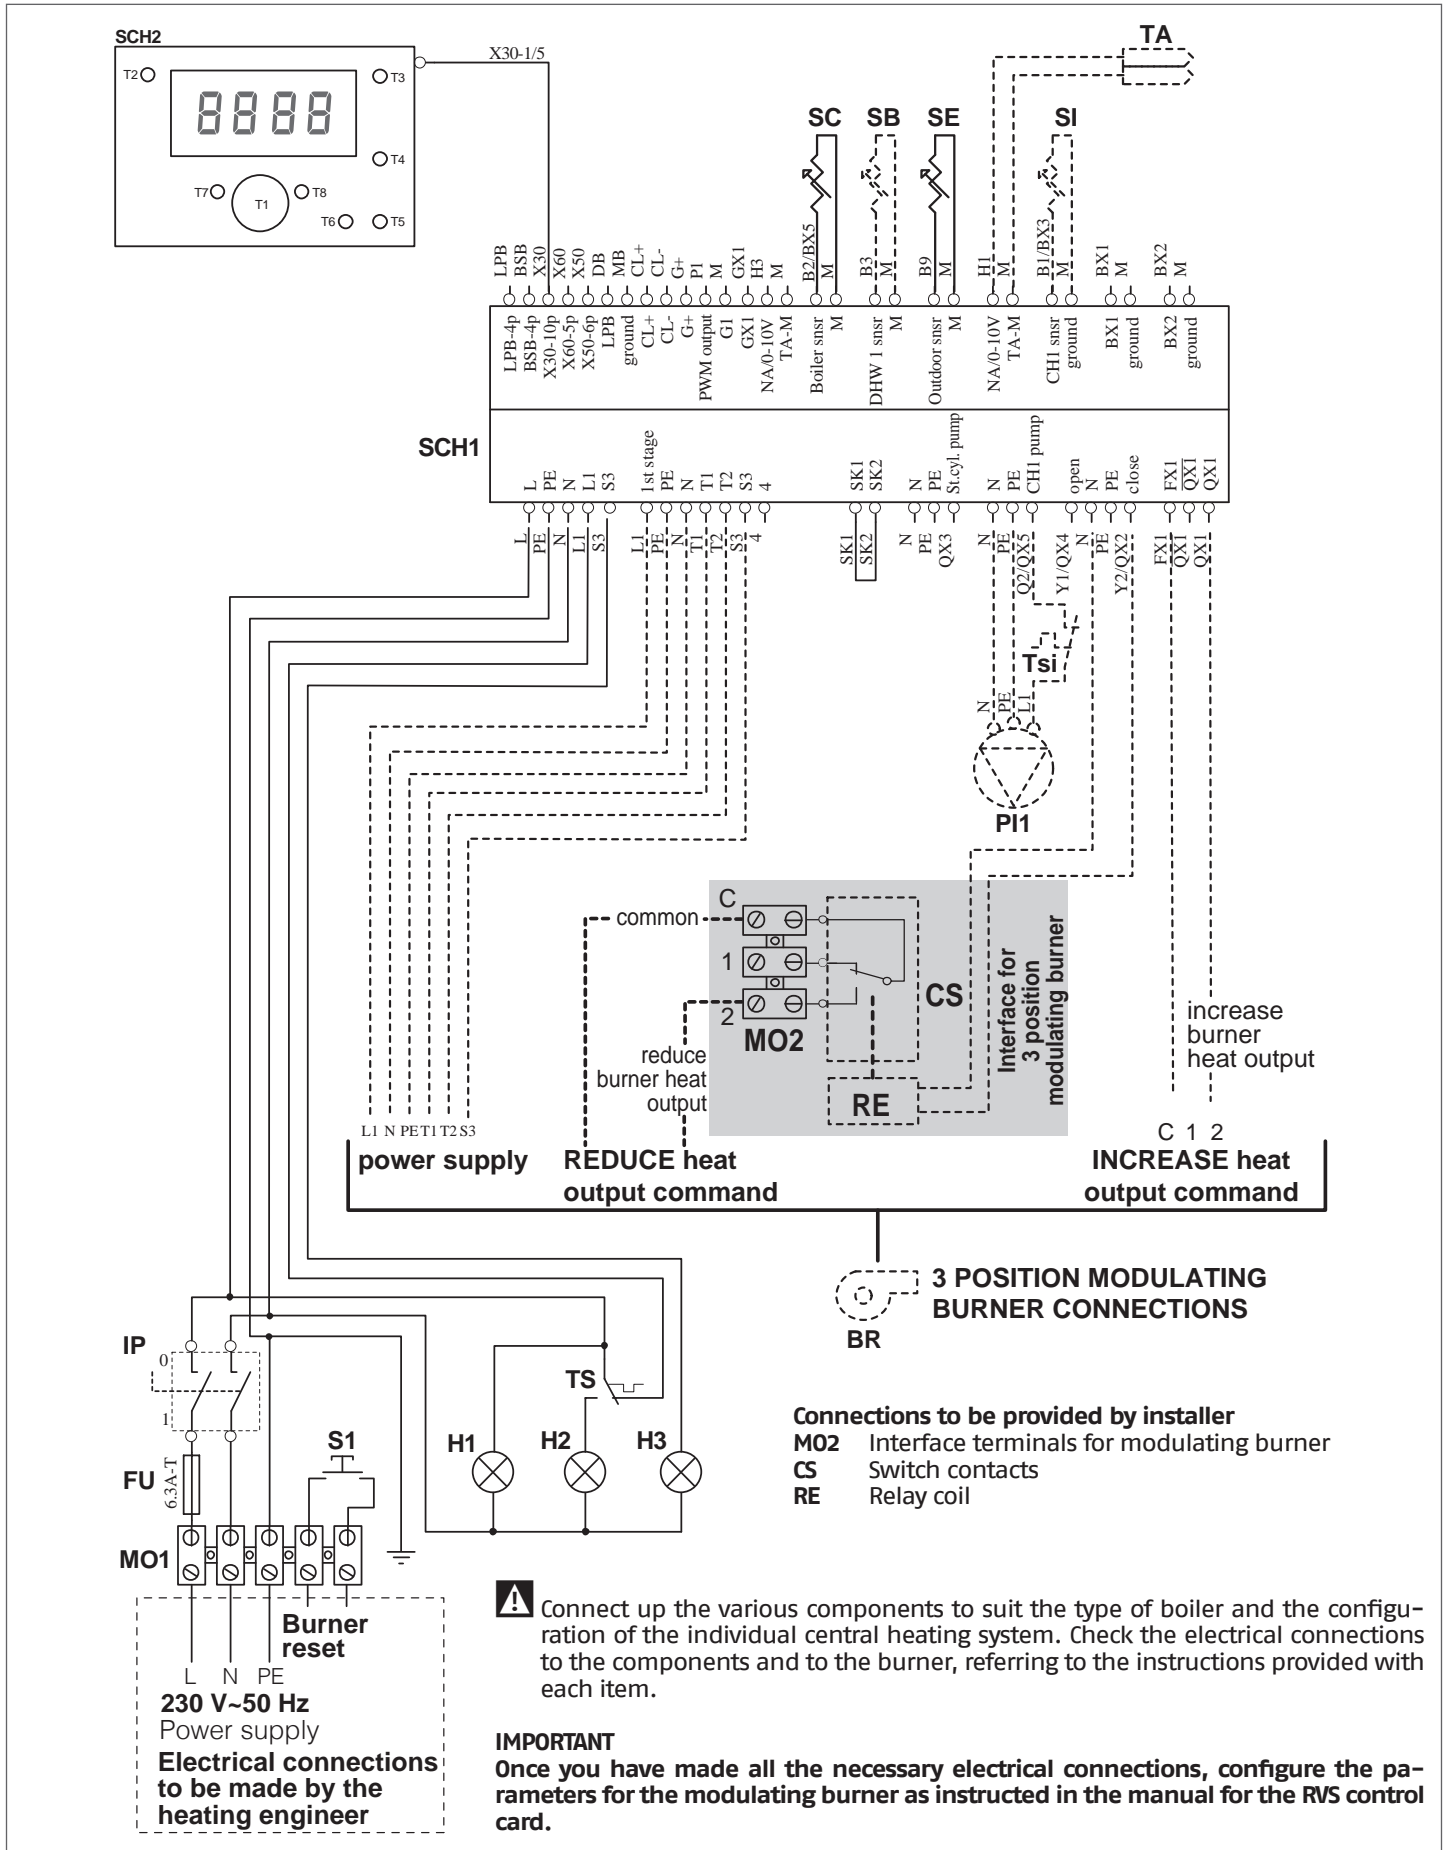 SCH2
X30-1/5
T2
T3
8888
T4
T7
T1
T8
T6
T5
TA
SC
SB
SE
SI
LPB
BSB
X30
X60
X50
DB
MB
CL+
CL-
G+
P1
M
GX1
H3
M
B2/BX5
M
B3
M
B9
M
H1
M
B1/BX3
M
BX1
M
BX2
M
LPB-4p
BSB-4p
X30-10p
X60-5p
X50-6p
LPB
ground
CL+
CL-
G+
PWM output
G1
GX1
NA/0-10V
TA-M
Boiler snsr
M
DHW 1 snsr
M
Outdoor snsr
M
NA/0-10V
TA-M
CH1 snsr
ground
BX1
ground
BX2
ground
SCH1
L
PE
N
L1
S3
1st stage
PE
N
T1
T2
S3
4
SK1
SK2
N
PE
St.cyl. pump
N
PE
CH1 pump
open
N
PE
close
FX1
QX1
QX1
L
PE
N
L1
S3
L1
PE
N
T1
T2
S3
4
SK1
SK2
N
PE
QX3
N
PE
Q2/QX5
Y1/QX4
N
PE
Y2/QX2
FX1
QX1
QX1
Tsi
N
PE
L1
PI1
C
common
1
2
MO2
CS
RE
Interface for
3 position
modulating burner
reduce
burner heat
output
increase
burner
heat output
L1 N PE T1 T2 S3
power supply
REDUCE heat
output command
C 1 2
INCREASE heat
output command
3 POSITION MODULATING
BURNER CONNECTIONS
BR
IP
0
1
TS
S1
H1
H2
H3
FU
6.3A-T
MO1
Burner
reset
L N PE
230 V~50 Hz
Power supply
Electrical connections
to be made by the
heating engineer
Connections to be provided by installer
MO2 Interface terminals for modulating burner
CS Switch contacts
RE Relay coil
Connect up the various components to suit the type of boiler and the configu-
ration of the individual central heating system. Check the electrical connections
to the components and to the burner, referring to the instructions provided with
each item.
IMPORTANT
Once you have made all the necessary electrical connections, configure the pa-
rameters for the modulating burner as instructed in the manual for the RVS control
card.